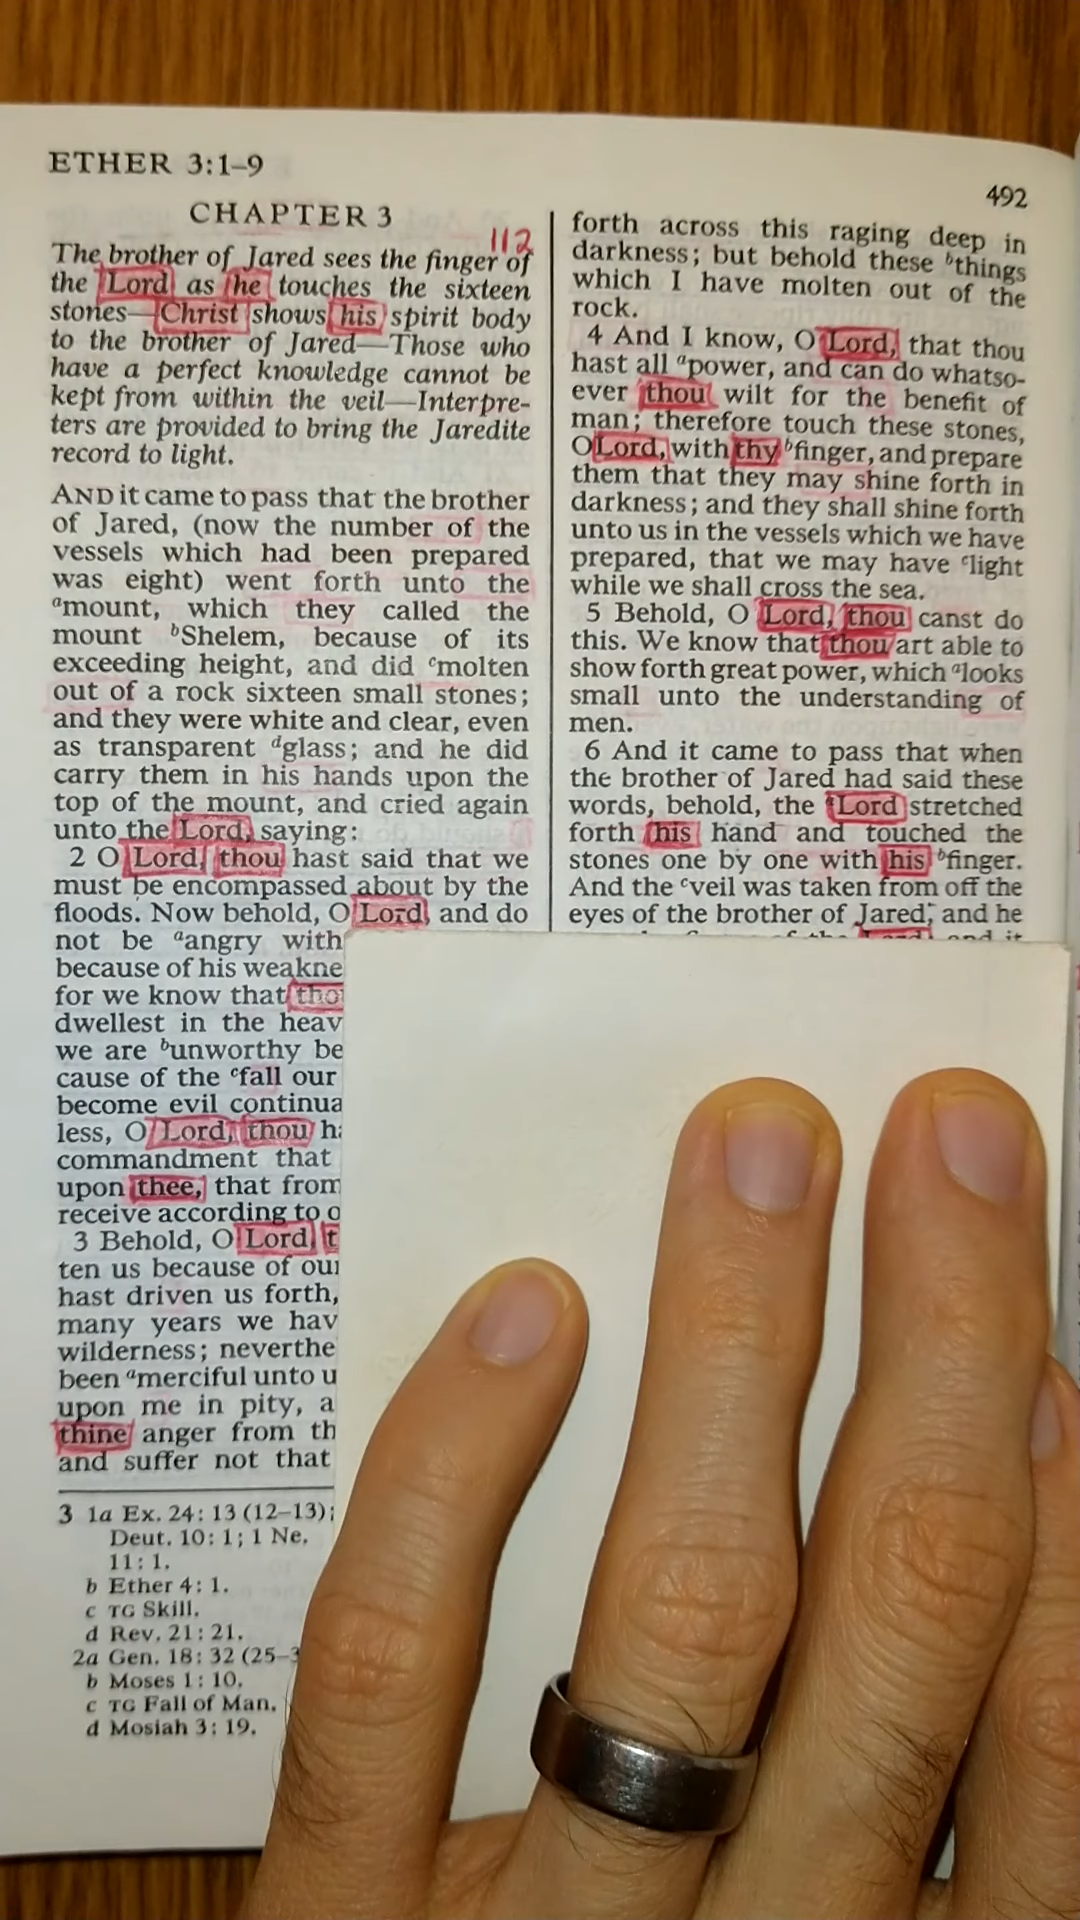 ETHER 3:1–9
492
CHAPTER 3
112
The brother of Jared sees the finger of
the Lord as he touches the sixteen
stones—Christ shows his spirit body
to the brother of Jared—Those who
have a perfect knowledge cannot be
kept from within the veil—Interpre-
ters are provided to bring the Jaredite
record to light.
AND it came to pass that the brother
of Jared, (now the number of the
vessels which had been prepared
was eight) went forth unto the
ᵃmount, which they called the
mount ᵇShelem, because of its
exceeding height, and did ᶜmolten
out of a rock sixteen small stones;
and they were white and clear, even
as transparent ᵈglass; and he did
carry them in his hands upon the
top of the mount, and cried again
unto the Lord, saying:
2 O Lord, thou hast said that we
must be encompassed about by the
floods. Now behold, O Lord, and do
not be ᵃangry with
because of his
for we know that
dwellest in the
we are ᵇunworthy
cause of the ᶜfall our
become evil
less, O Lord, thou
commandment that
upon thee, that from
receive according to
3 Behold, O Lord,
ten us because of
hast driven us forth,
many years we
wilderness;
been ᵃmerciful unto
upon me in pity,
thine anger from
and suffer not that
3 1a Ex. 24: 13 (12–13);
Deut. 10: 1; 1 Ne.
11: 1.
b Ether 4: 1.
c TG Skill.
d Rev. 21: 21.
2a Gen. 18: 32
b Moses 1: 10.
c TG Fall of Man.
d Mosiah 3: 19.
forth across this raging deep in
darkness; but behold these ᵇthings
which I have molten out of the
rock.
4 And I know, O Lord, that thou
hast all ᵃpower, and can do whatso-
ever thou wilt for the benefit of
man; therefore touch these stones,
O Lord, with thy ᵇfinger, and prepare
them that they may shine forth in
darkness; and they shall shine forth
unto us in the vessels which we have
prepared, that we may have ᶜlight
while we shall cross the sea.
5 Behold, O Lord, thou canst do
this. We know that thou art able to
show forth great power, which ᵃlooks
small unto the understanding of
men.
6 And it came to pass that when
the brother of Jared had said these
words, behold, the ᵃLord stretched
forth his hand and touched the
stones one by one with his ᵇfinger.
And the ᶜveil was taken from off the
eyes of the brother of Jared, and he